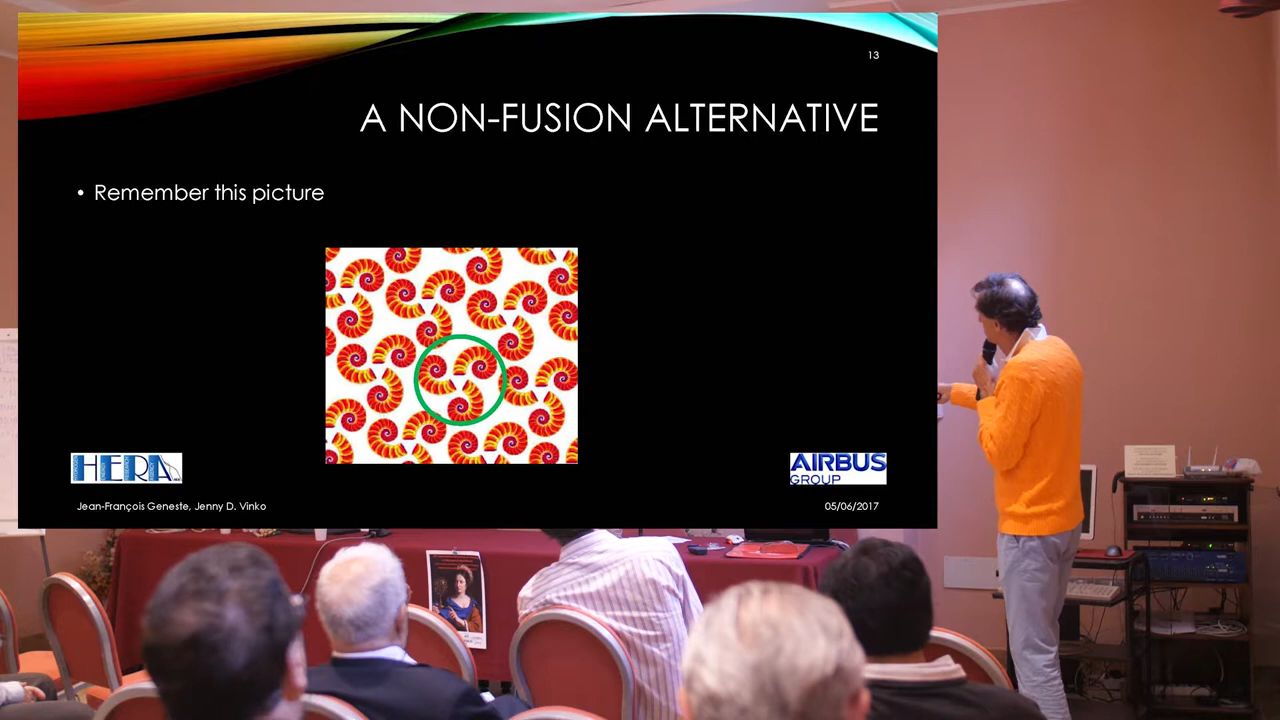 13
A NON-FUSION ALTERNATIVE
• Remember this picture
HERA
AIRBUS
GROUP
Jean-François Geneste, Jenny D. Vinko
05/06/2017